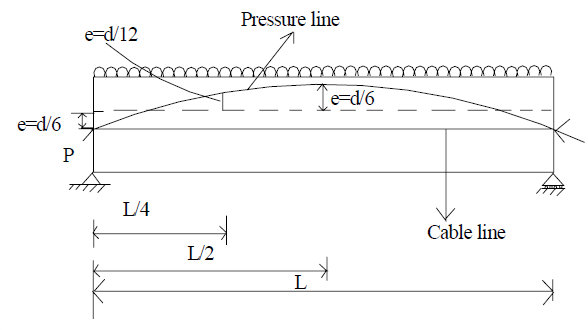 Pressure line
e=d/12
e=d/6
e=d/6
P
L/4
Cable line
L/2
L